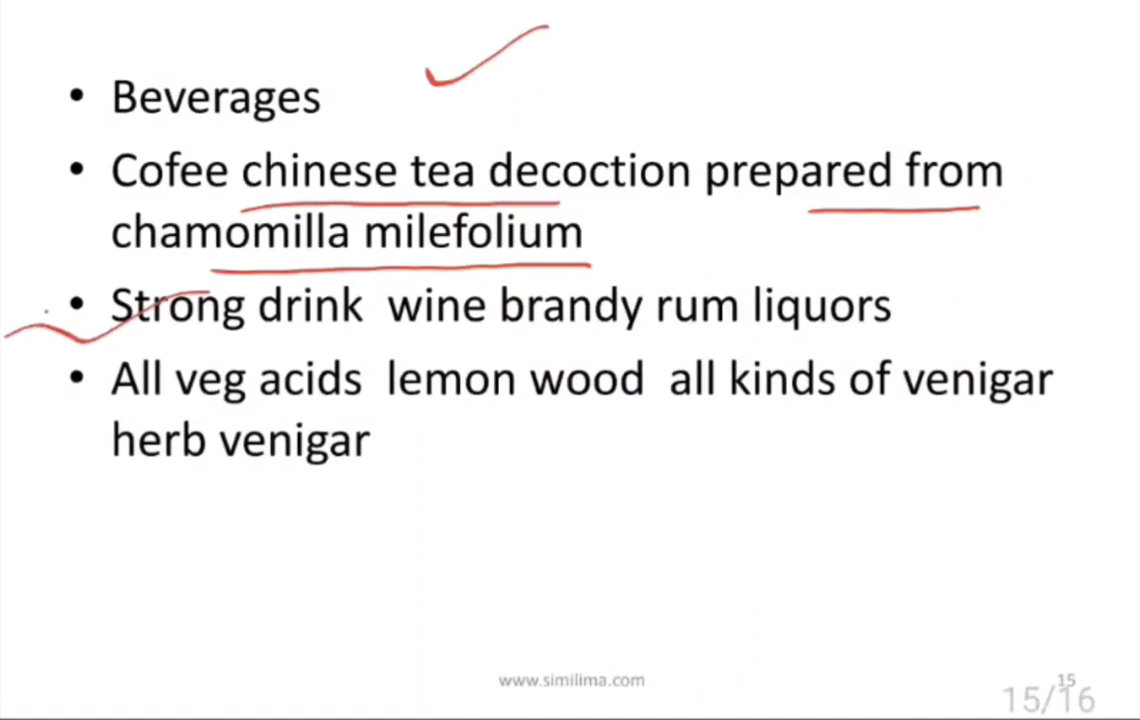 • Beverages
• Cofee chinese tea decoction prepared from
chamomilla milefolium
• Strong drink wine brandy rum liquors
• All veg acids lemon wood all kinds of venigar
herb venigar
www.similima.com
15
15/16